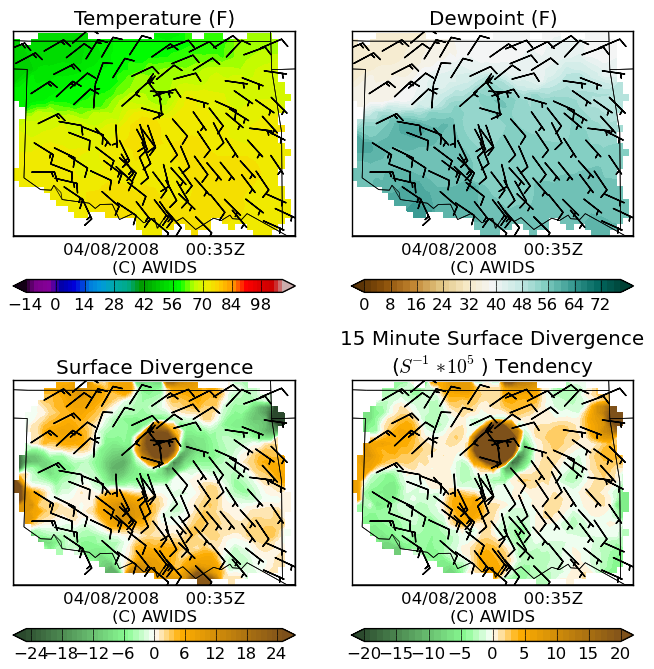 Temperature (F)
Dewpoint (F)
04/08/2008 00:35Z
(C) AWIDS
04/08/2008 00:35Z
(C) AWIDS
−14 0 14 28 42 56 70 84 98
0 8 16 24 32 40 48 56 64 72
Surface Divergence
15 Minute Surface Divergence
(S⁻¹ *10⁵ ) Tendency
04/08/2008 00:35Z
(C) AWIDS
04/08/2008 00:35Z
(C) AWIDS
−24 −18 −12 −6 0 6 12 18 24
−20 −15 −10 −5 0 5 10 15 20